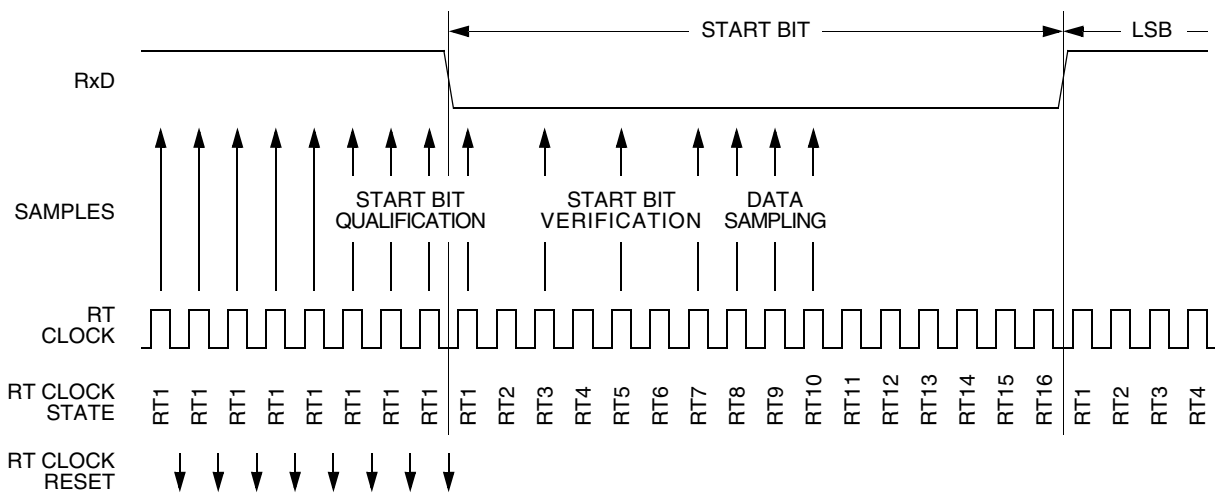 START BIT LSB
RxD
SAMPLES
START BIT
QUALIFICATION
START BIT
VERIFICATION
DATA
SAMPLING
RT
CLOCK
RT CLOCK
STATE
RT1 RT1 RT1 RT1 RT1 RT1 RT1 RT1 RT1 RT2 RT3 RT4 RT5 RT6 RT7 RT8 RT9 RT10 RT11 RT12 RT13 RT14 RT15 RT16 RT1 RT2 RT3 RT4
RT CLOCK
RESET